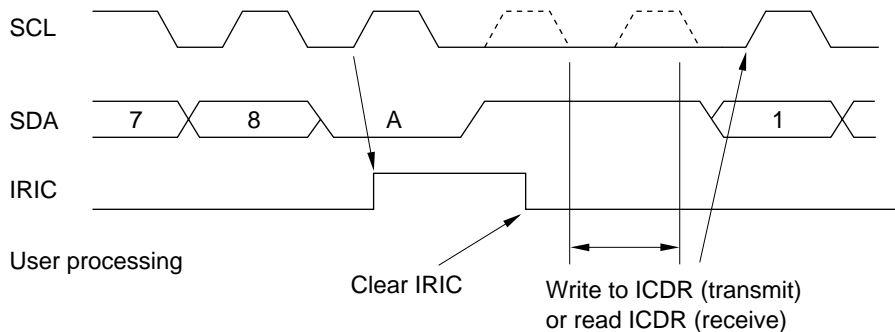 SCL
SDA 7 8 A 1
IRIC
User processing
Clear IRIC
Write to ICDR (transmit)
or read ICDR (receive)